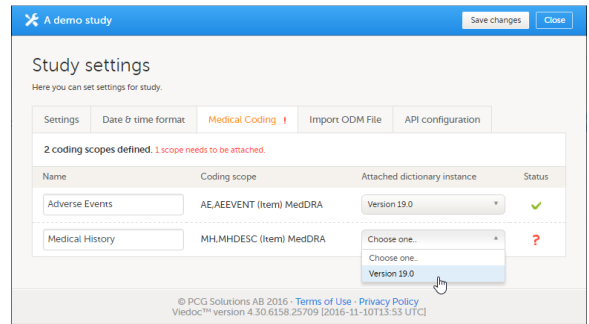 A demo study
Save changes
Close
Study settings
Here you can set settings for study.
Settings
Date & time format
Medical Coding !
Import ODM File
API configuration
2 coding scopes defined. 1 scope needs to be attached.
Name
Coding scope
Attached dictionary instance
Status
Adverse Events
AE,AEEVENT (Item) MedDRA
Version 19.0
Medical History
MH,MHDESC (Item) MedDRA
Choose one..
?
Choose one..
Version 19.0
© PCG Solutions AB 2016 · Terms of Use · Privacy Policy
Viedoc™ version 4.30.6158.25709 [2016-11-10T13:53 UTC]